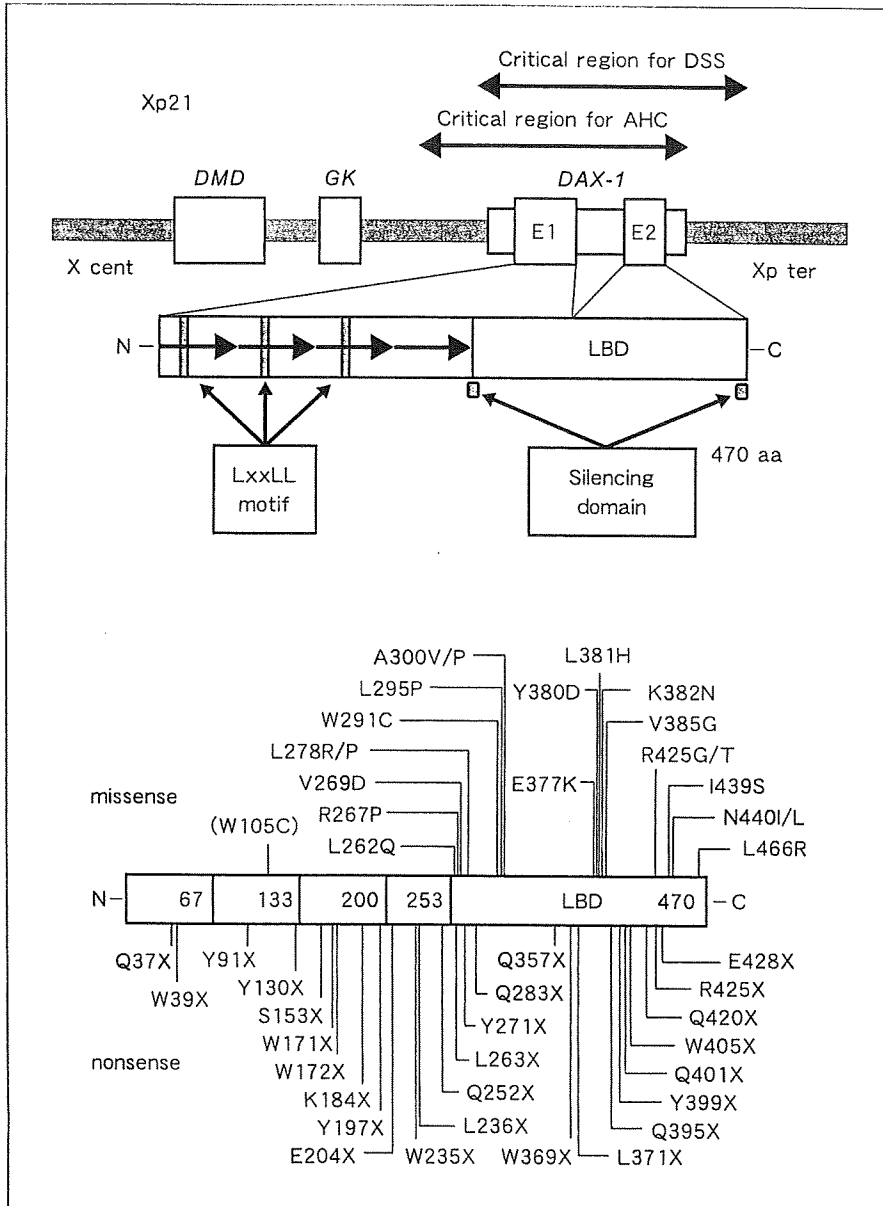 Critical region for DSS
Xp21
Critical region for AHC
DMD
GK
DAX-1
E1
E2
X cent
Xp ter
N
LBD
C
LxxLL
motif
Silencing
domain
470 aa
A300V/P
L381H
L295P
Y380D
K382N
W291C
V385G
L278R/P
R425G/T
V269D
E377K
I439S
missense
R267P
N440I/L
(W105C)
L262Q
L466R
N
67
133
200
253
LBD
470
C
Q37X
Y91X
Q357X
E428X
W39X
Y130X
Q283X
R425X
S153X
Y271X
Q420X
W171X
L263X
W405X
nonsense
W172X
Q252X
Q401X
K184X
L236X
Y399X
Y197X
Q395X
E204X
W235X
W369X
L371X